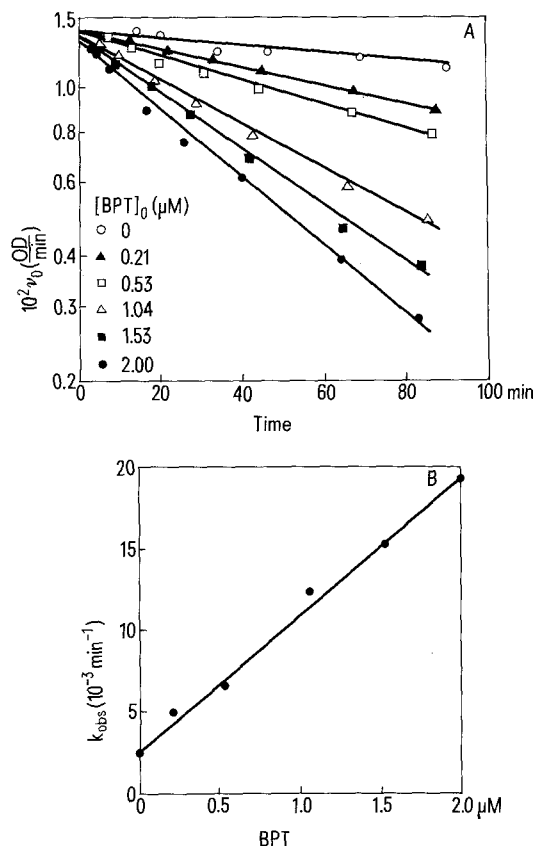 A
1.5
1.0
0.8
0.6
0.4
0.3
0.2
10²v₀(OD/min)
[BPT]₀ (μM)
○ 0
▲ 0.21
□ 0.53
△ 1.04
■ 1.53
● 2.00
0 20 40 60 80 100 min
Time
B
20
15
10
5
0
k_obs (10⁻³ min⁻¹)
0 0.5 1.0 1.5 2.0 μM
BPT